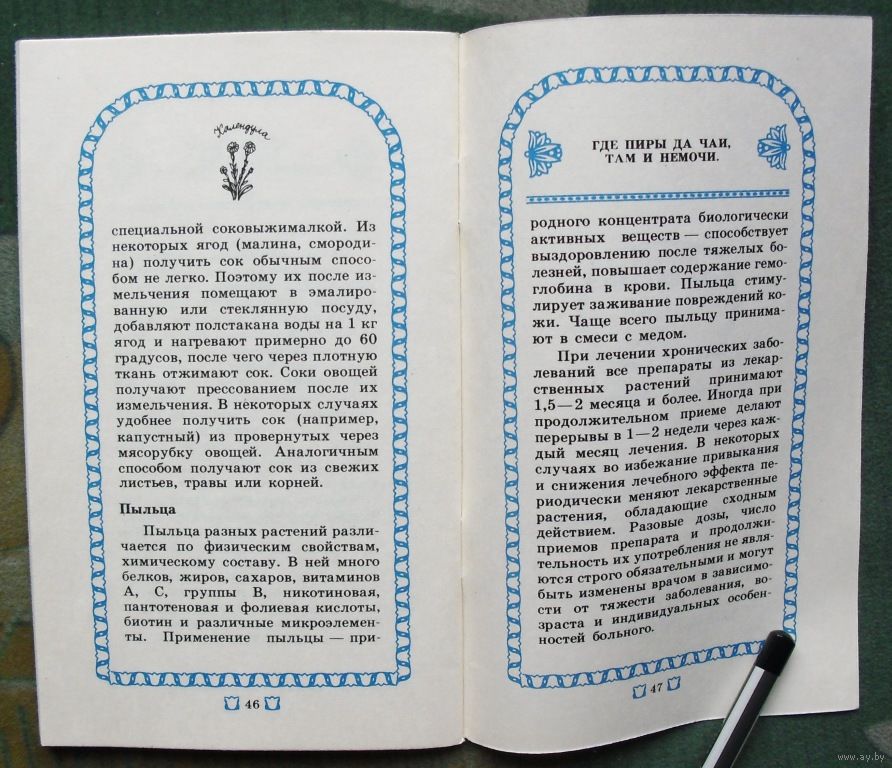 Календула
специальной соковыжималкой. Из
некоторых ягод (малина, смороди-
на) получить сок обычным спосо-
бом не легко. Поэтому их после из-
мельчения помещают в эмалиро-
ванную или стеклянную посуду,
добавляют полстакана воды на 1 кг
ягод и нагревают примерно до 60
градусов, после чего через плотную
ткань отжимают сок. Соки овощей
получают прессованием после их
измельчения. В некоторых случаях
удобнее получить сок (например,
капустный) из провернутых через
мясорубку овощей. Аналогичным
способом получают сок из свежих
листьев, травы или корней.
Пыльца
Пыльца разных растений разли-
чается по физическим свойствам,
химическому составу. В ней много
белков, жиров, сахаров, витаминов
А, С, группы В, никотиновая,
пантотеновая и фолиевая кислоты,
биотин и различные микроэлемен-
ты. Применение пыльцы — при-
46
ГДЕ ПИРЫ ДА ЧАИ,
ТАМ И НЕМОЧИ.
родного концентрата биологически
активных веществ — способствует
выздоровлению после тяжелых бо-
лезней, повышает содержание гемо-
глобина в крови. Пыльца стиму-
лирует заживание повреждений ко-
жи. Чаще всего пыльцу принима-
ют в смеси с медом.
При лечении хронических забо-
леваний все препараты из лекар-
ственных растений принимают
1,5—2 месяца и более. Иногда при
продолжительном приеме делают
перерывы в 1—2 недели через каж-
дый месяц лечения. В некоторых
случаях во избежание привыкания
и снижения лечебного эффекта пе-
риодически меняют лекарственные
растения, обладающие сходным
действием. Разовые дозы, число
приемов препарата и продолжи-
тельность их употребления не явля-
ются строго обязательными и могут
быть изменены врачом в зависимо-
сти от тяжести заболевания, во-
зраста и индивидуальных особен-
ностей больного.
47
www.ay.by